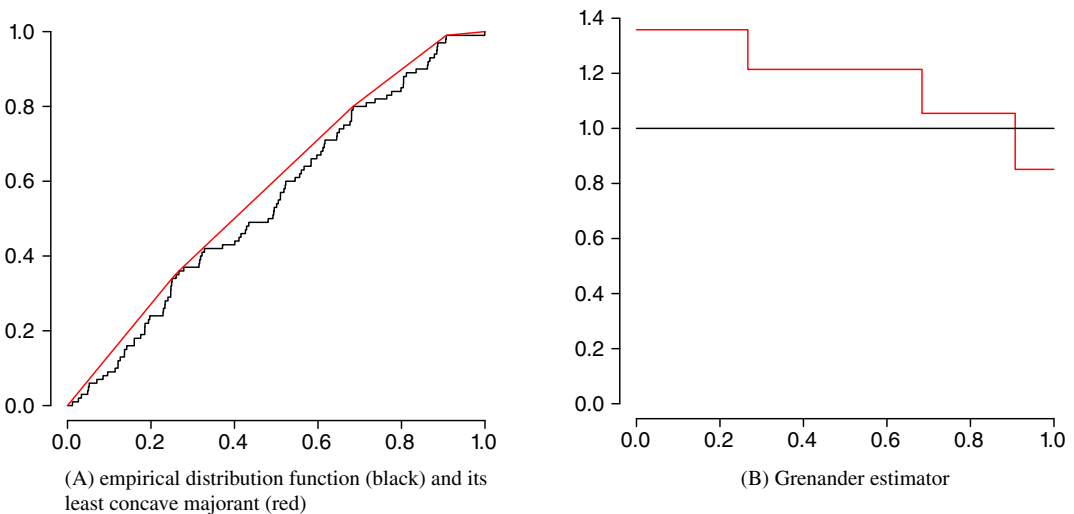 1.0
0.8
0.6
0.4
0.2
0.0
0.0 0.2 0.4 0.6 0.8 1.0
(A) empirical distribution function (black) and its
least concave majorant (red)
1.4
1.2
1.0
0.8
0.6
0.4
0.2
0.0
0.0 0.2 0.4 0.6 0.8 1.0
(B) Grenander estimator